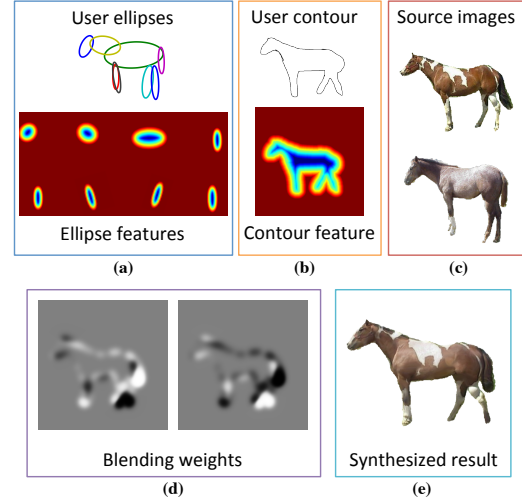 User ellipses
Ellipse features
(a)
User contour
Contour feature
(b)
Source images
(c)
Blending weights
(d)
Synthesized result
(e)